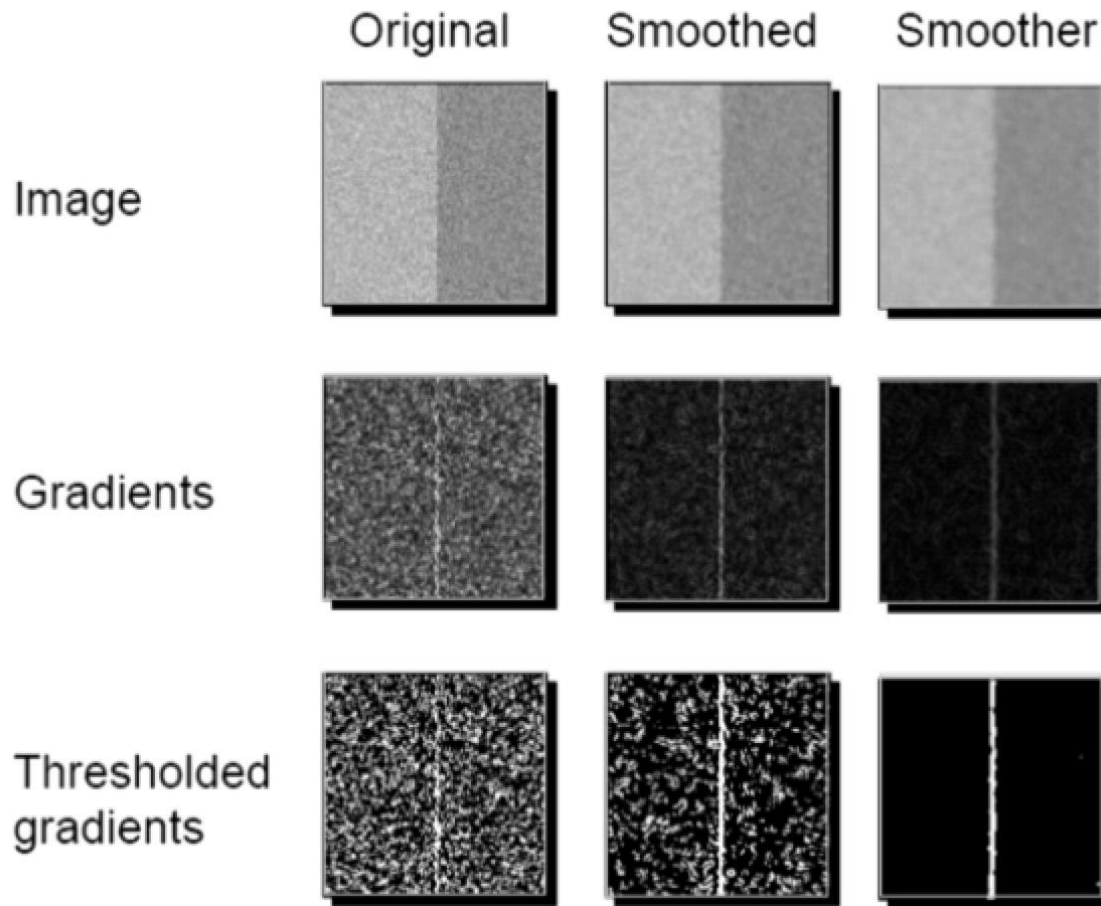 Original Smoothed Smoother
Image
Gradients
Thresholded
gradients